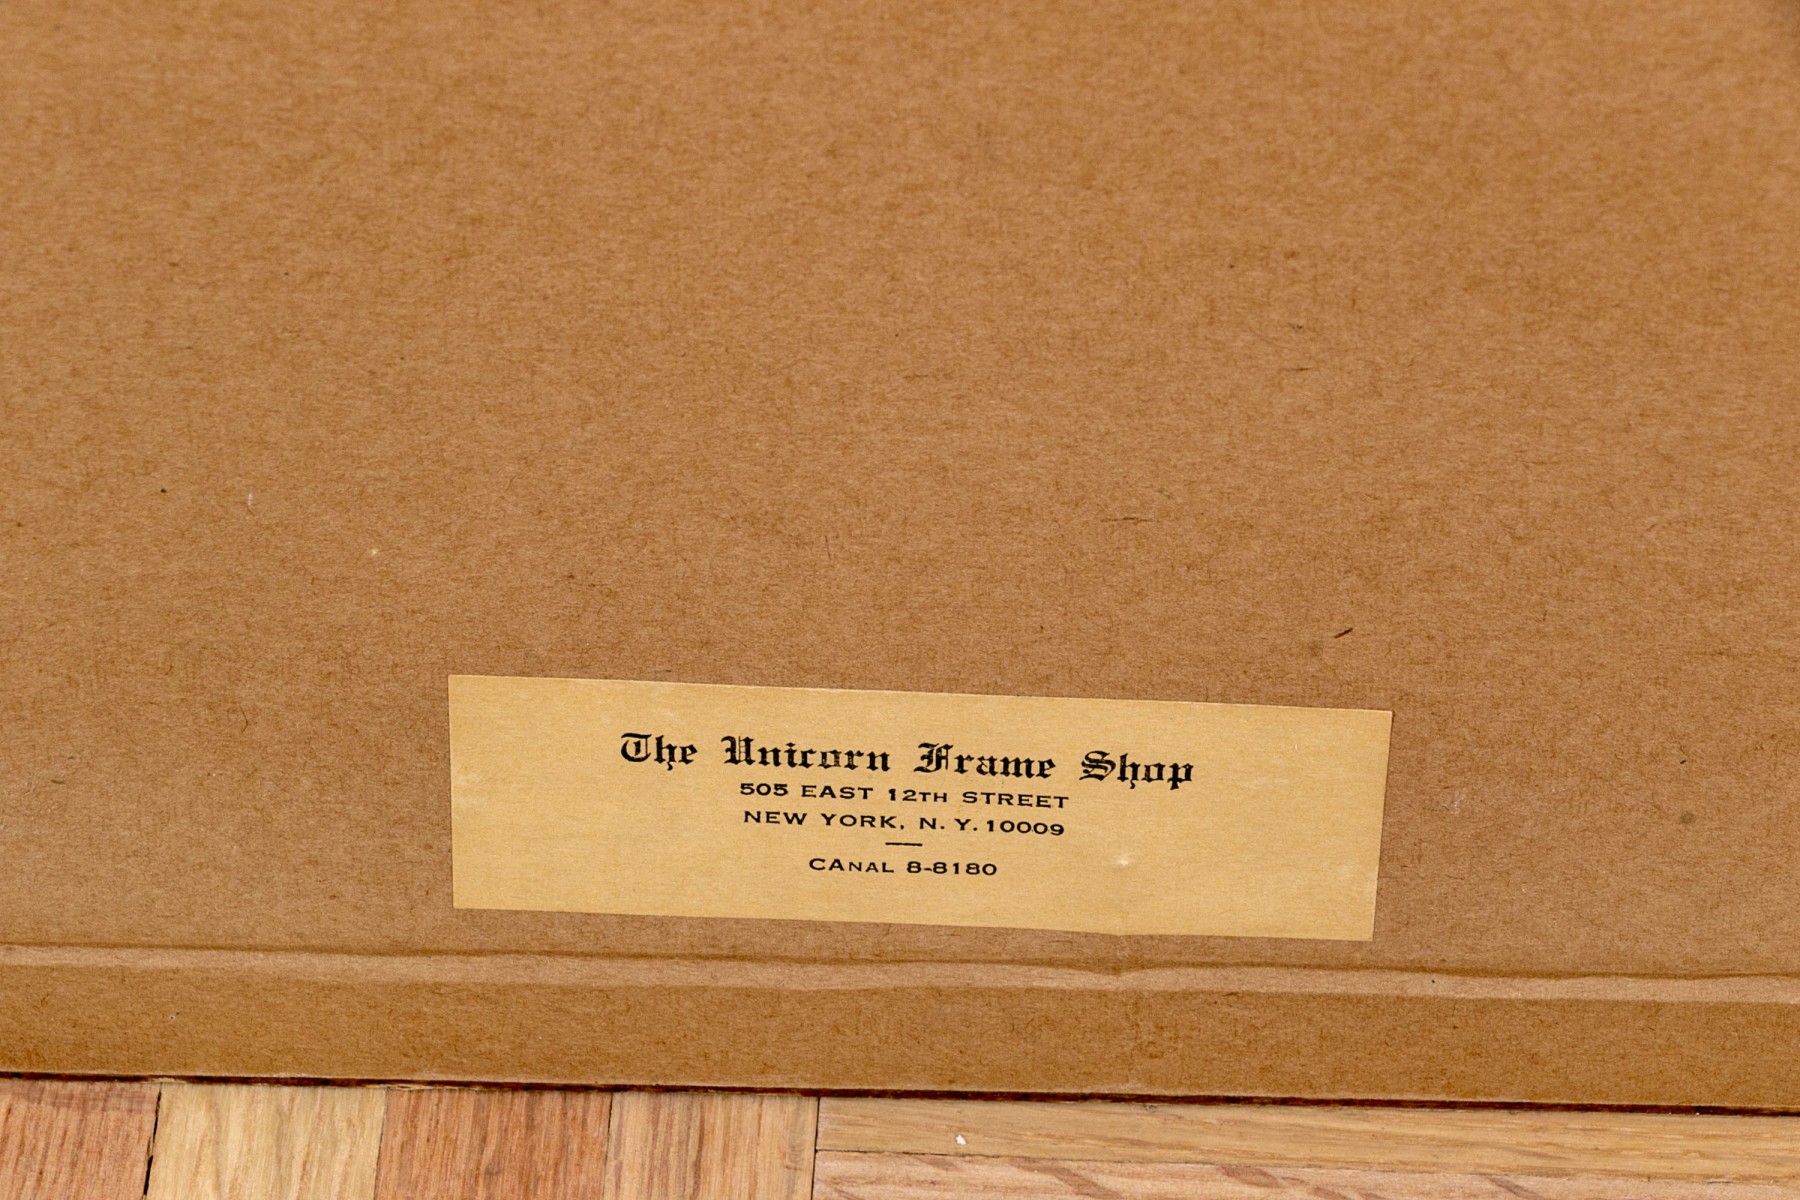 The Unicorn Frame Shop
505 EAST 12TH STREET
NEW YORK, N. Y. 10009
CANAL 8-8180